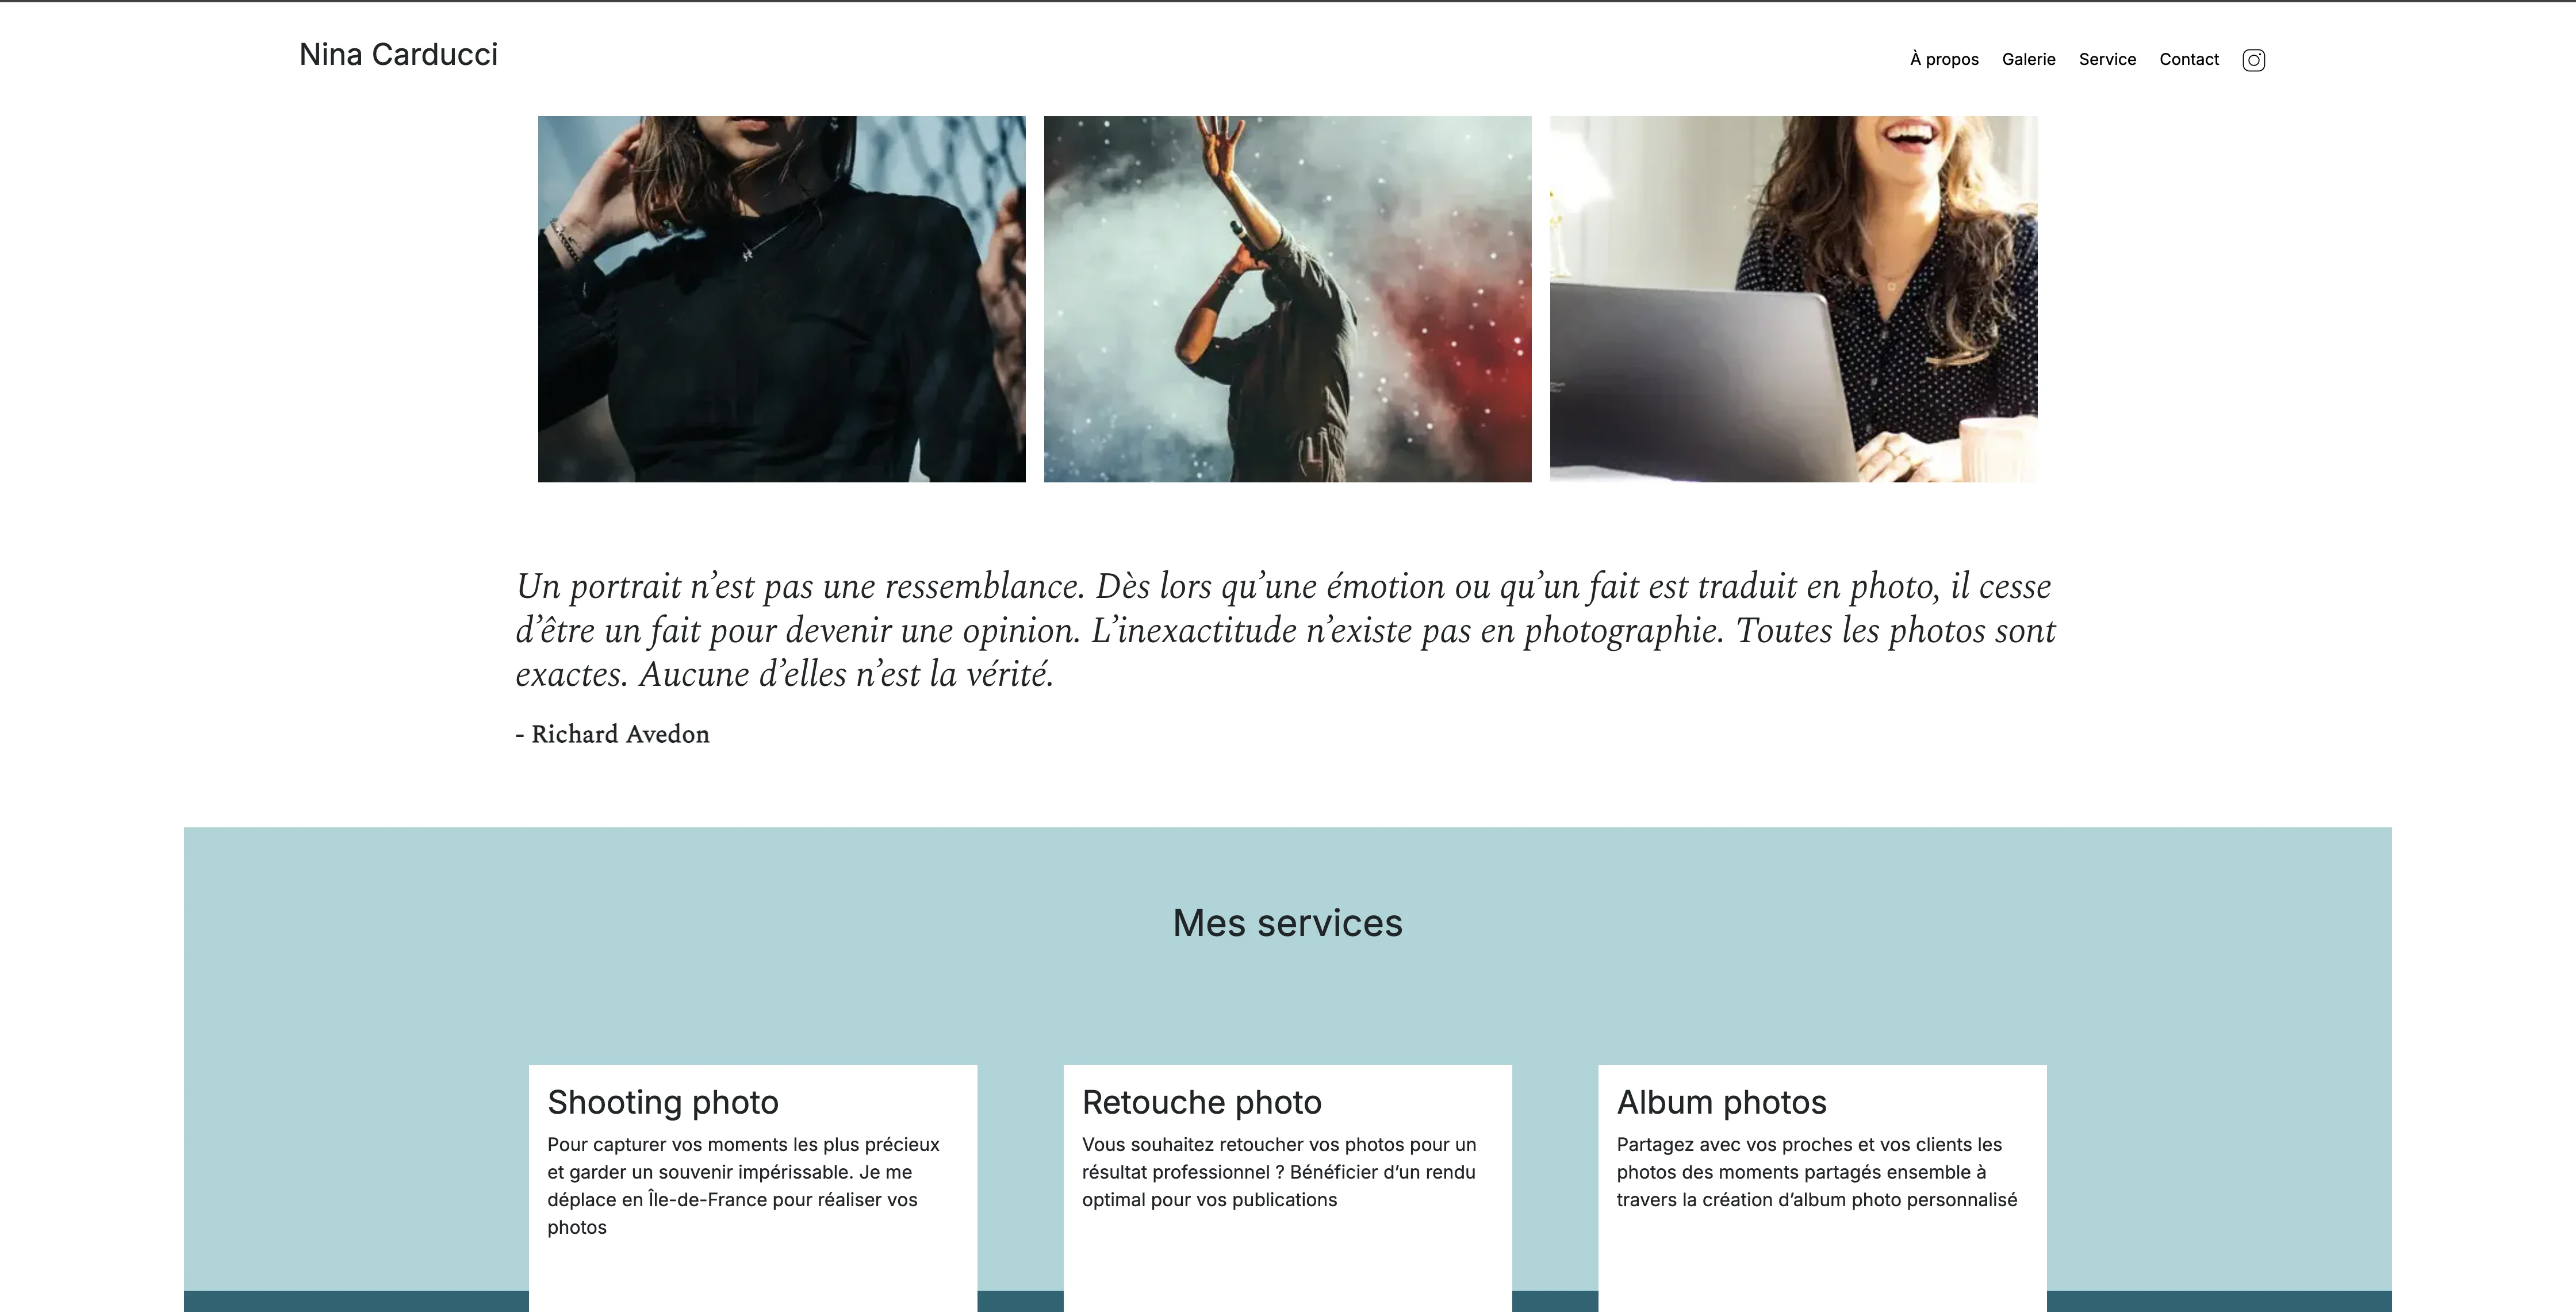 Nina Carducci
À propos Galerie Service Contact
Un portrait n’est pas une ressemblance. Dès lors qu’une émotion ou qu’un fait est traduit en photo, il cesse
d’être un fait pour devenir une opinion. L’inexactitude n’existe pas en photographie. Toutes les photos sont
exactes. Aucune d’elles n’est la vérité.
- Richard Avedon
Mes services
Shooting photo
Pour capturer vos moments les plus précieux
et garder un souvenir impérissable. Je me
déplace en Île-de-France pour réaliser vos
photos
Retouche photo
Vous souhaitez retoucher vos photos pour un
résultat professionnel ? Bénéficier d’un rendu
optimal pour vos publications
Album photos
Partagez avec vos proches et vos clients les
photos des moments partagés ensemble à
travers la création d’album photo personnalisé